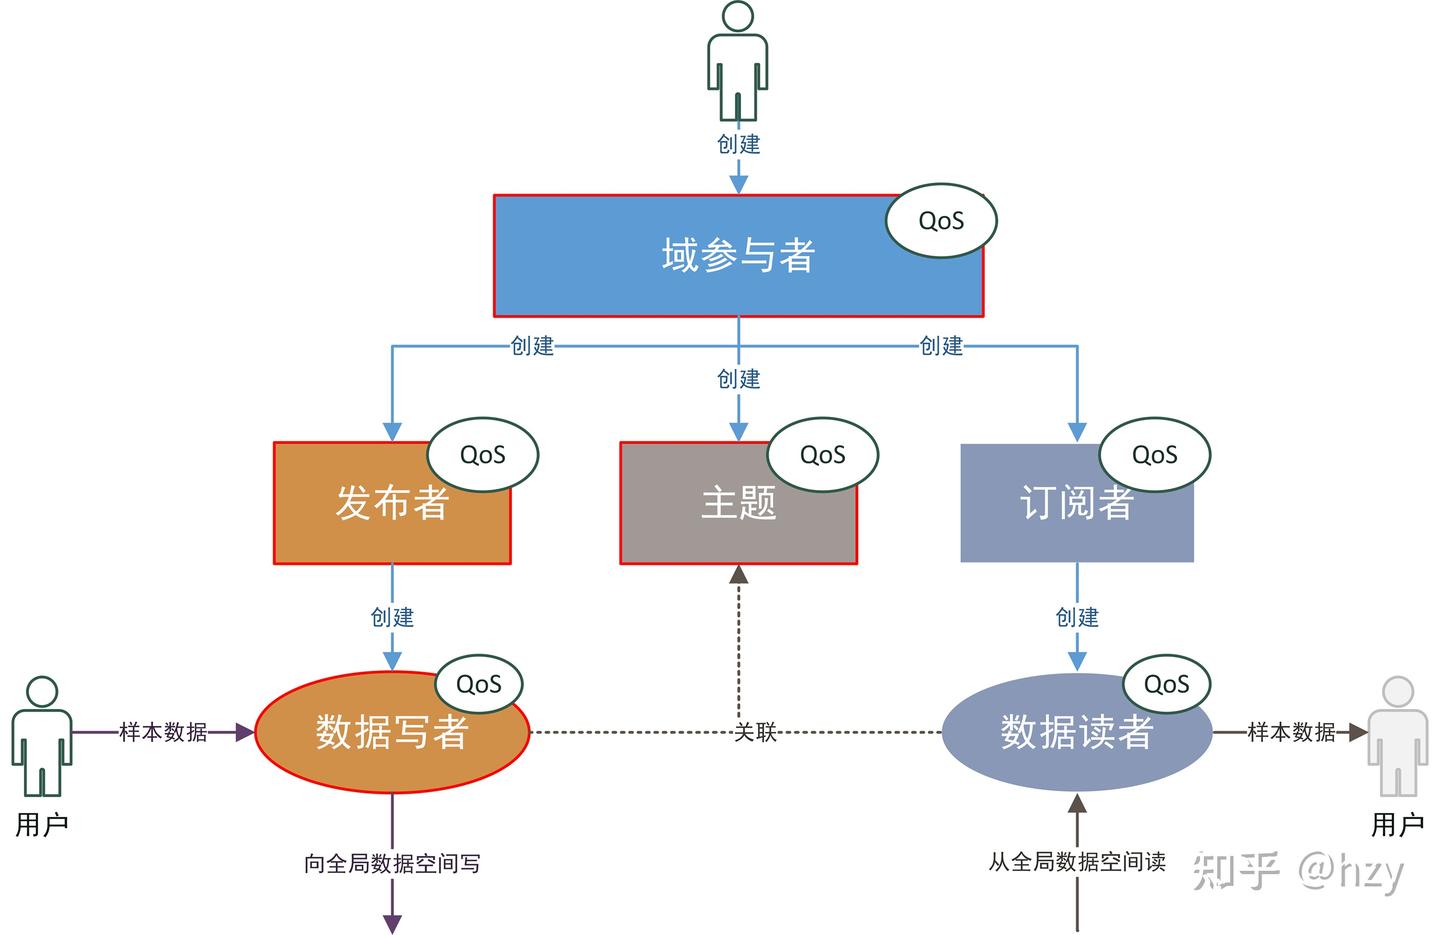 创建
QoS
域参与者
创建
创建
创建
QoS
QoS
QoS
发布者
主题
订阅者
创建
创建
QoS
QoS
样本数据
数据写者
关联
数据读者
样本数据
用户
用户
向全局数据空间写
从全局数据空间读
知乎 @hzy